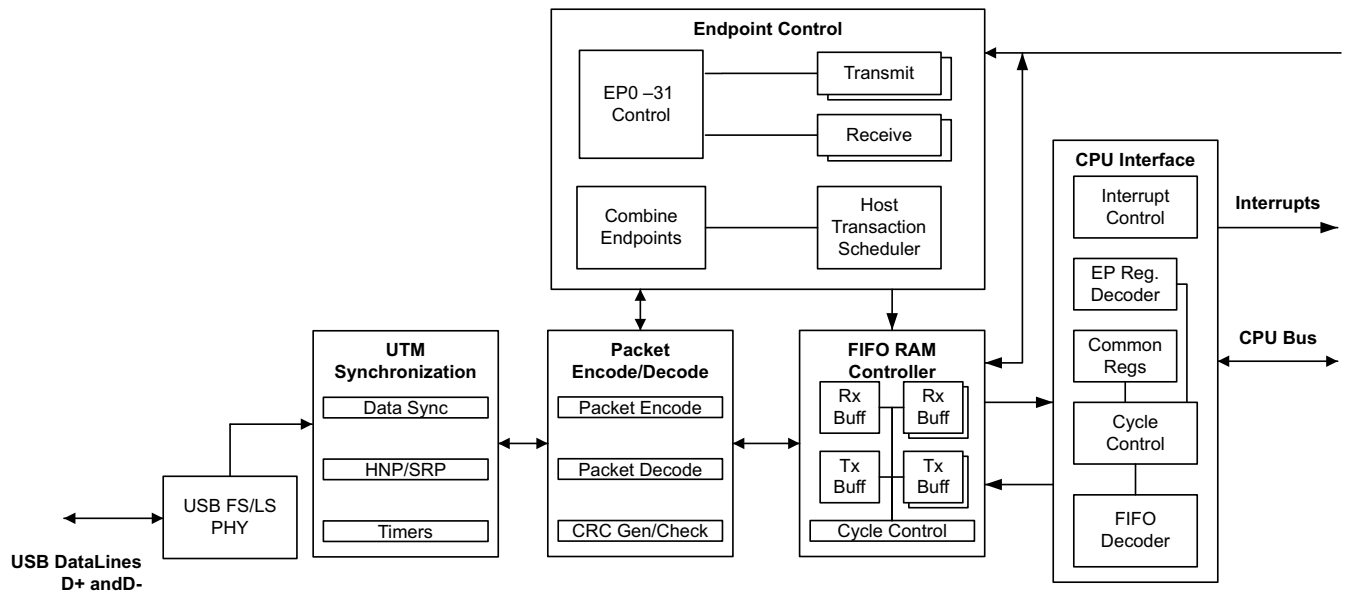 Endpoint Control
EP0 –31
Control
Transmit
Receive
Combine
Endpoints
Host
Transaction
Scheduler
CPU Interface
Interrupt
Control
Interrupts
EP Reg.
Decoder
Common
Regs
CPU Bus
Cycle
Control
FIFO
Decoder
UTM
Synchronization
Data Sync
HNP/SRP
Timers
Packet
Encode/Decode
Packet Encode
Packet Decode
CRC Gen/Check
FIFO RAM
Controller
Rx
Buff
Rx
Buff
Tx
Buff
Tx
Buff
Cycle Control
USB FS/LS
PHY
USB DataLines
D+ andD-